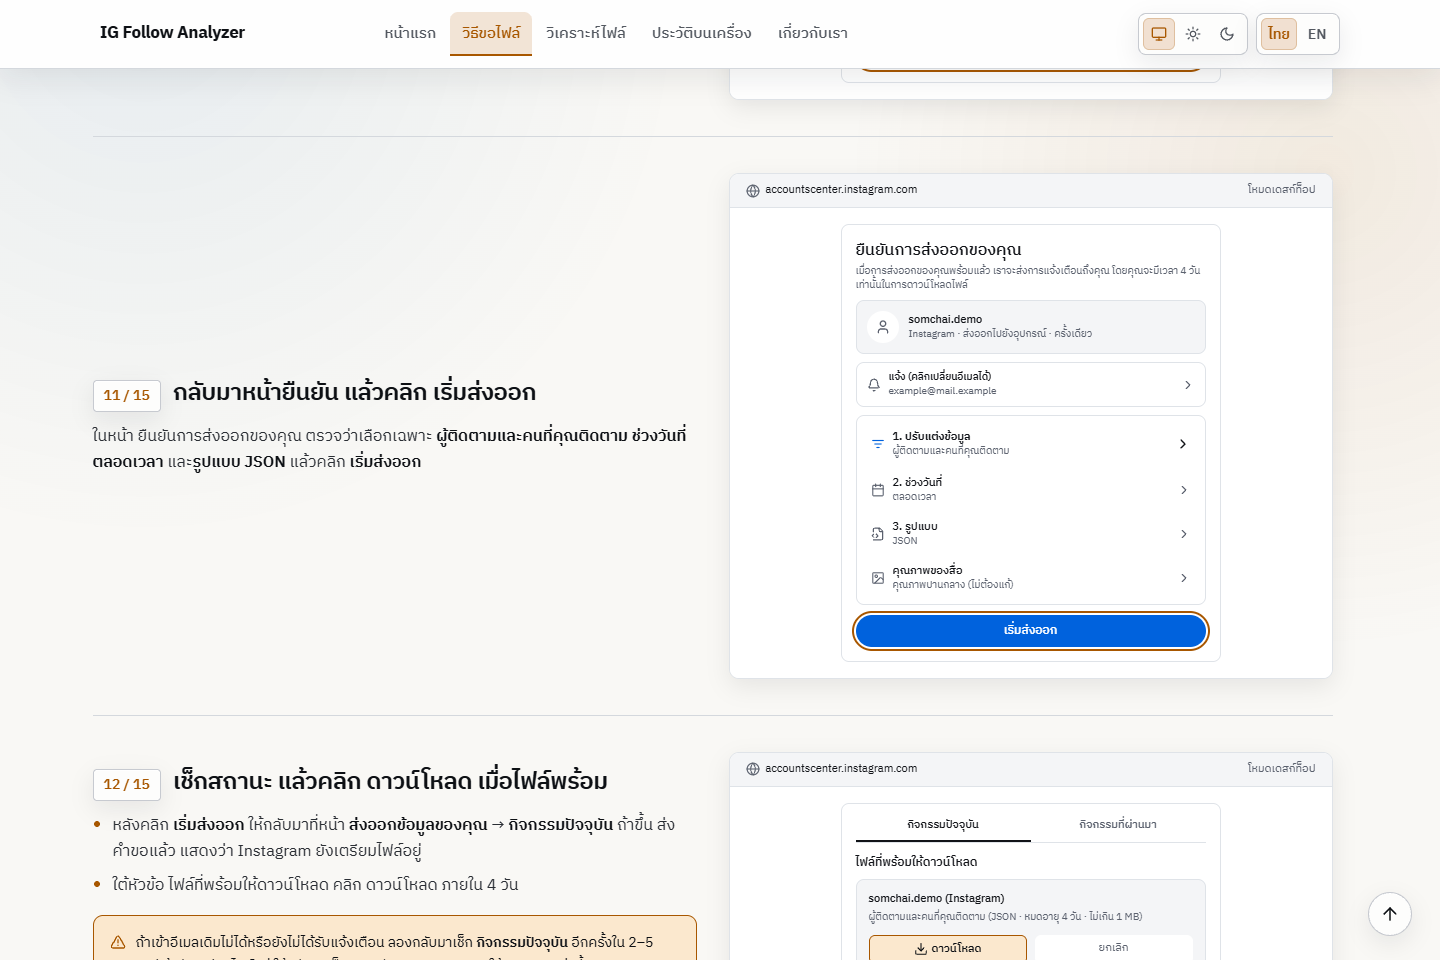 IG Follow Analyzer
หน้าแรก
วิธีขอไฟล์
วิเคราะห์ไฟล์
ประวัติบนเครื่อง
เกี่ยวกับเรา
ไทย
EN
accountscenter.instagram.com
โหมดเดสก์ท็อป
ยืนยันการส่งออกของคุณ
เมื่อการส่งออกของคุณพร้อมแล้ว เราจะส่งการแจ้งเตือนถึงคุณ โดยคุณจะมีเวลา 4 วัน
เท่านั้นในการดาวน์โหลดไฟล์
somchai.demo
Instagram · ส่งออกไปยังอุปกรณ์ · ครั้งเดียว
แจ้ง (คลิกเปลี่ยนอีเมลได้)
example@mail.example
1. ปรับแต่งข้อมูล
ผู้ติดตามและคนที่คุณติดตาม
2. ช่วงวันที่
ตลอดเวลา
3. รูปแบบ
JSON
คุณภาพของสื่อ
คุณภาพปานกลาง (ไม่ต้องแก้)
เริ่มส่งออก
11 / 15
กลับมาหน้ายืนยัน แล้วคลิก เริ่มส่งออก
ในหน้า ยืนยันการส่งออกของคุณ ตรวจว่าเลือกเฉพาะ ผู้ติดตามและคนที่คุณติดตาม ช่วงวันที่
ตลอดเวลา และรูปแบบ JSON แล้วคลิก เริ่มส่งออก
12 / 15
เช็กสถานะ แล้วคลิก ดาวน์โหลด เมื่อไฟล์พร้อม
หลังคลิก เริ่มส่งออก ให้กลับมาที่หน้า ส่งออกข้อมูลของคุณ → กิจกรรมปัจจุบัน ถ้าขึ้น ส่ง
คำขอแล้ว แสดงว่า Instagram ยังเตรียมไฟล์อยู่
ใต้หัวข้อ ไฟล์ที่พร้อมให้ดาวน์โหลด คลิก ดาวน์โหลด ภายใน 4 วัน
ถ้าเข้าอีเมลเดิมไม่ได้หรือยังไม่ได้รับแจ้งเตือน ลองกลับมาเช็ก กิจกรรมปัจจุบัน อีกครั้งใน 2–5
accountscenter.instagram.com
โหมดเดสก์ท็อป
กิจกรรมปัจจุบัน
กิจกรรมที่ผ่านมา
ไฟล์ที่พร้อมให้ดาวน์โหลด
somchai.demo (Instagram)
ผู้ติดตามและคนที่คุณติดตาม (JSON · หมดอายุ 4 วัน · ไม่เกิน 1 MB)
ดาวน์โหลด
ยกเลิก